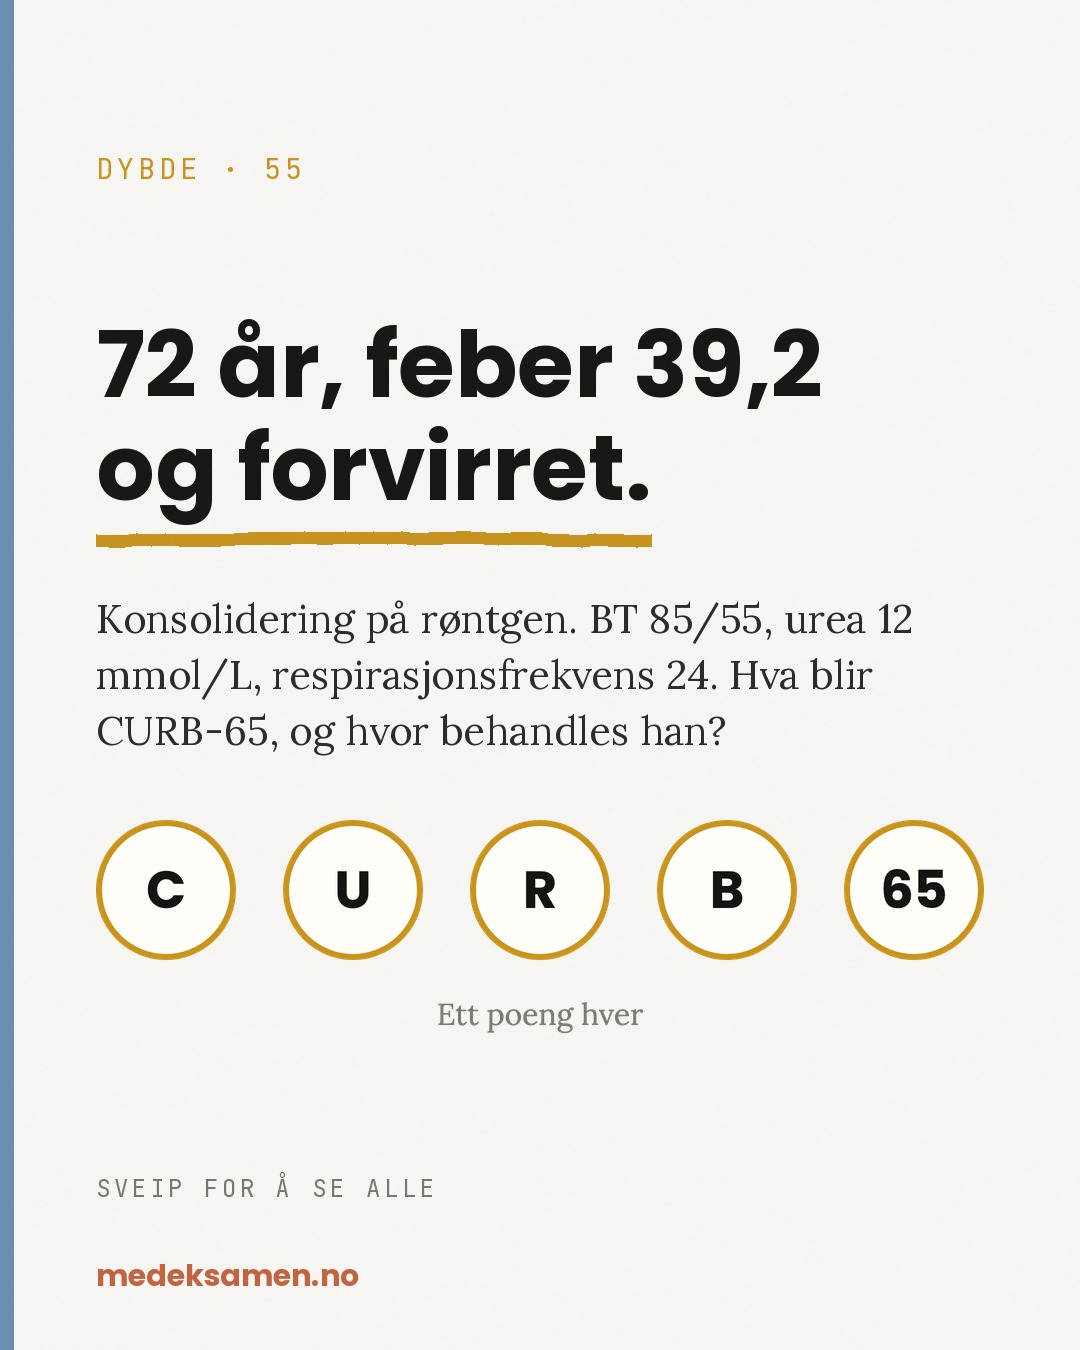 DYBDE · 55
72 år, feber 39,2
og forvirret.
Konsolidering på røntgen. BT 85/55, urea 12
mmol/L, respirasjonsfrekvens 24. Hva blir
CURB-65, og hvor behandles han?
C U R B 65
Ett poeng hver
SVEIP FOR Å SE ALLE
medeksamen.no